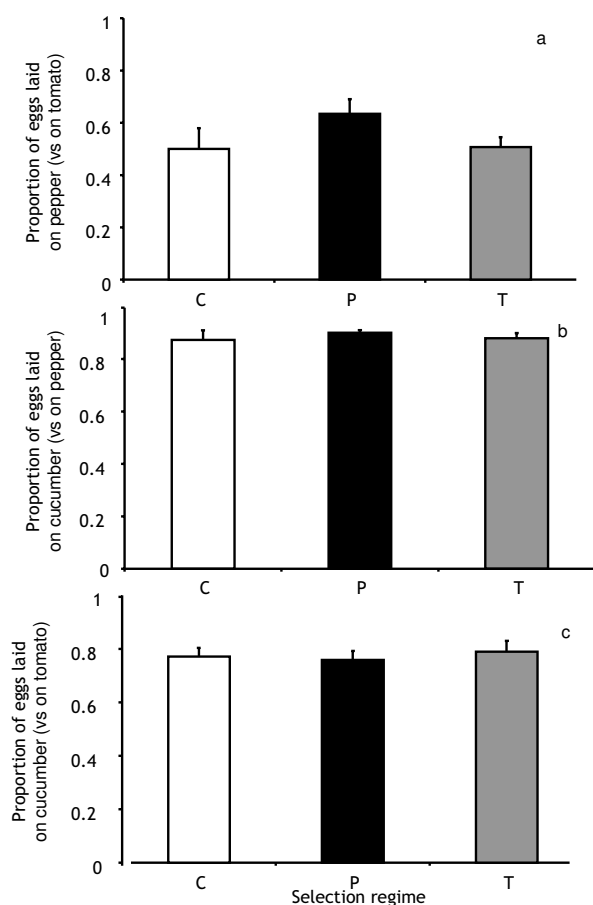 Proportion of eggs laid
on pepper (vs on tomato)
1
0.8
0.6
0.4
0.2
0
a
C P T
Proportion of eggs laid
on cucumber (vs on pepper)
1
0.8
0.6
0.4
0.2
0
b
C P T
Proportion of eggs laid
on cucumber (vs on tomato)
1
0.8
0.6
0.4
0.2
0
c
C P T
Selection regime